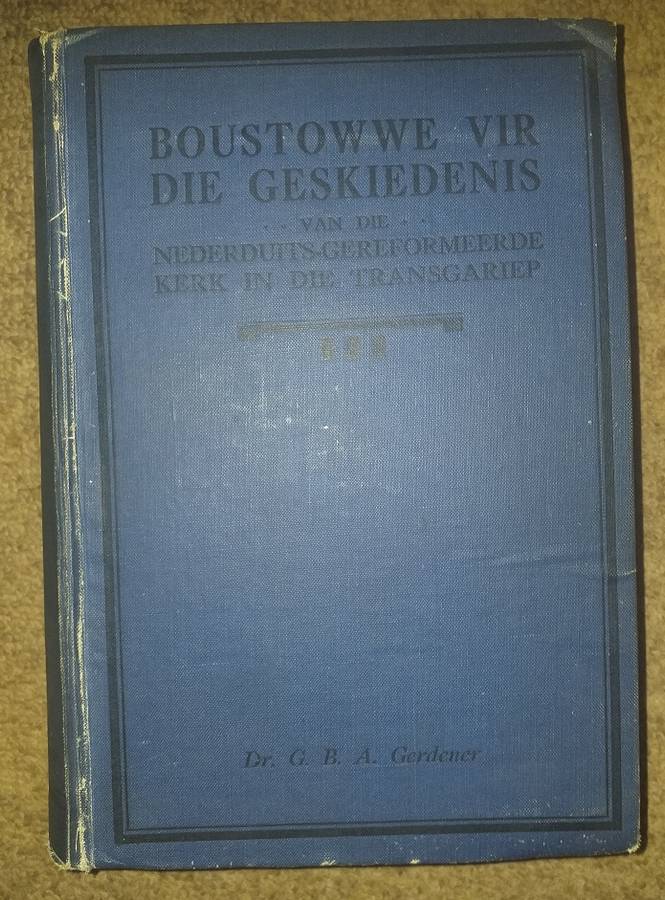 BOUSTOWWE VIR
DIE GESKIEDENIS
· · VAN DIE · ·
NEDERDUITS-GEREFORMEERDE
KERK IN DIE TRANSGARIEP
Dr. G. B. A. Gerdener